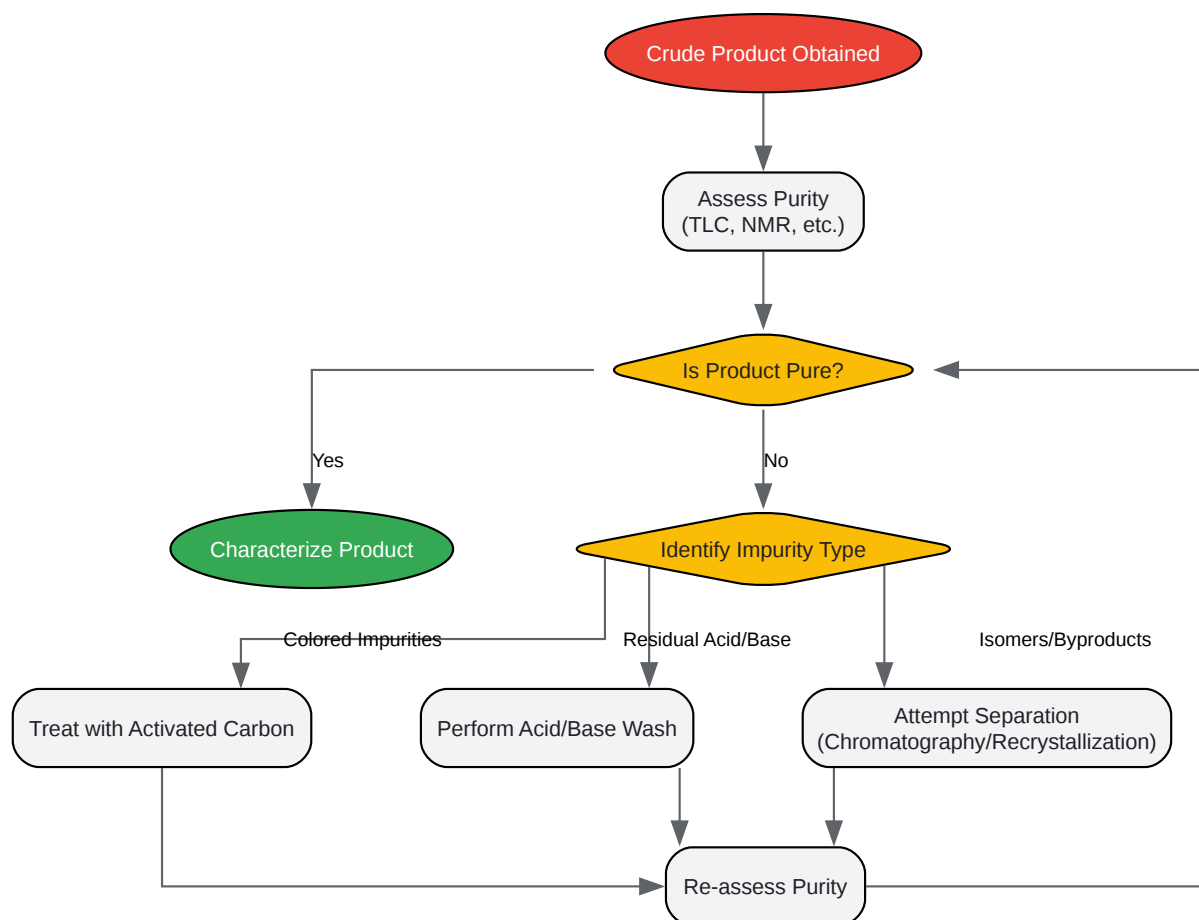 Crude Product Obtained
Assess Purity
(TLC, NMR, etc.)
Is Product Pure?
Yes
No
Characterize Product
Identify Impurity Type
Colored Impurities
Residual Acid/Base
Isomers/Byproducts
Treat with Activated Carbon
Perform Acid/Base Wash
Attempt Separation
(Chromatography/Recrystallization)
Re-assess Purity